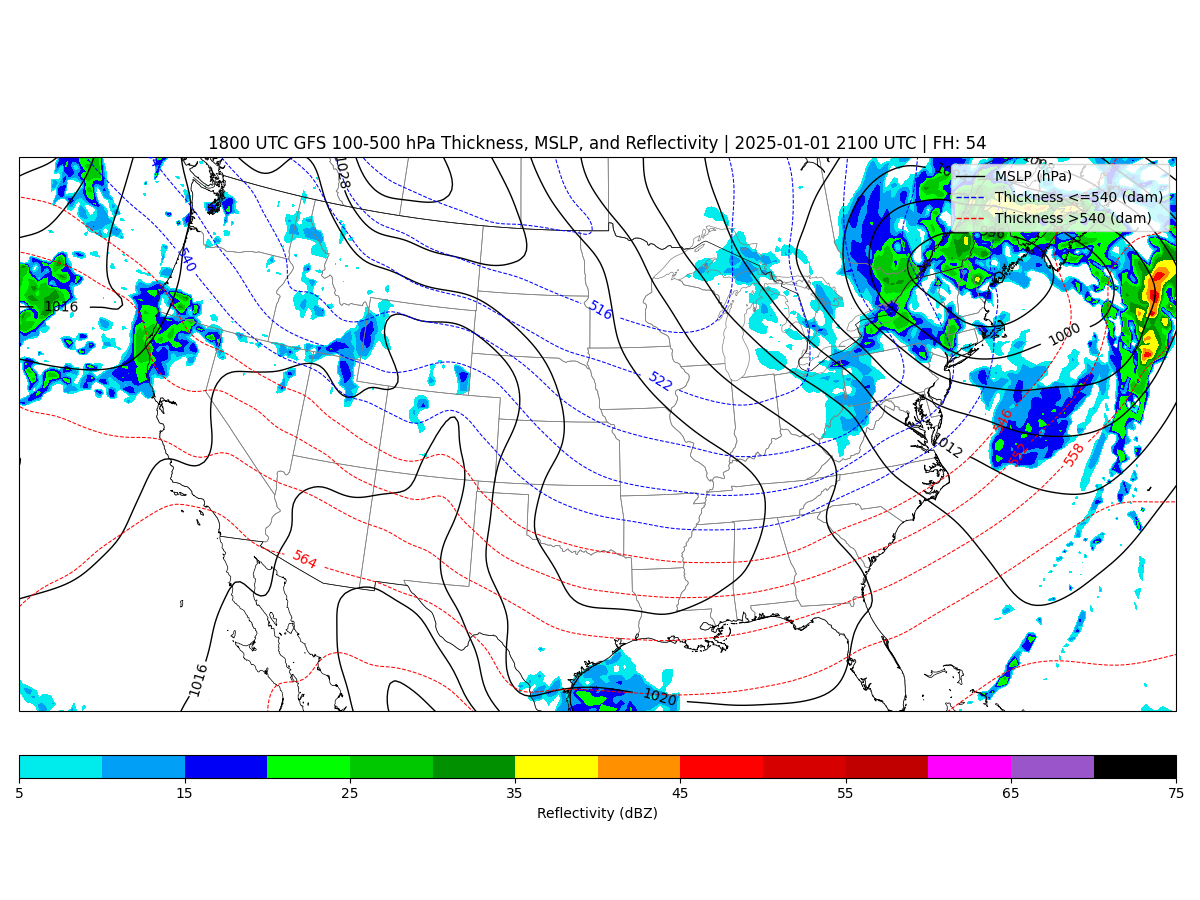 1800 UTC GFS 100-500 hPa Thickness, MSLP, and Reflectivity | 2025-01-01 2100 UTC | FH: 54
MSLP (hPa)
Thickness <=540 (dam)
Thickness >540 (dam)
1028
540
516
1016
1000
522
546
552
558
1012
564
1016
1020
5 15 25 35 45 55 65 75
Reflectivity (dBZ)